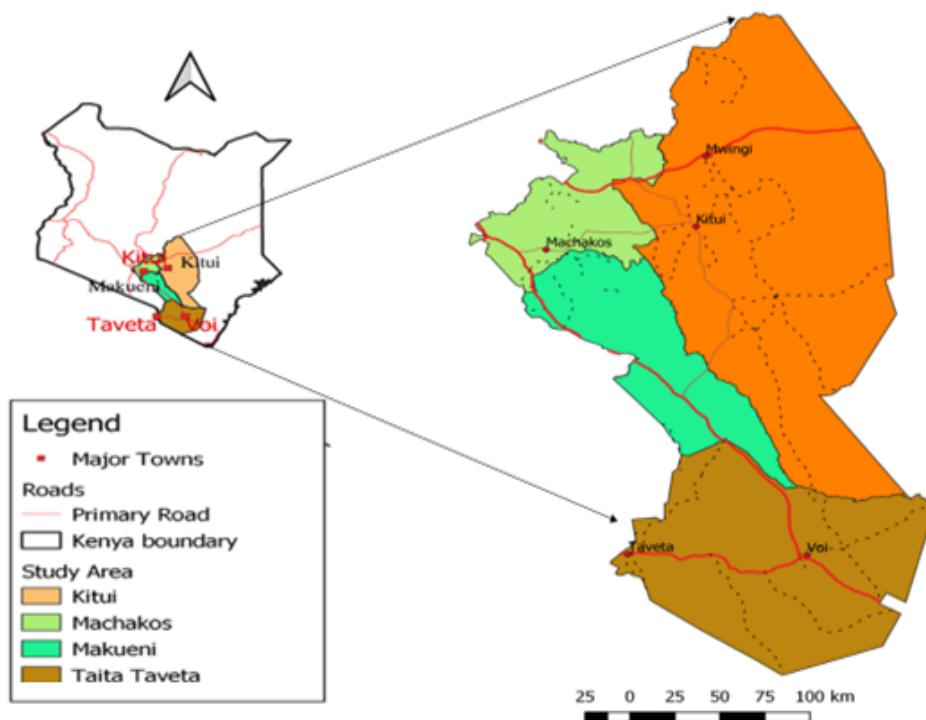 Kitui
Kitui
Makueni
Taveta
Voi
Mwingi
Kitui
Machakos
Taveta
Voi
Legend
Major Towns
Roads
Primary Road
Kenya boundary
Study Area
Kitui
Machakos
Makueni
Taita Taveta
25 0 25 50 75 100 km